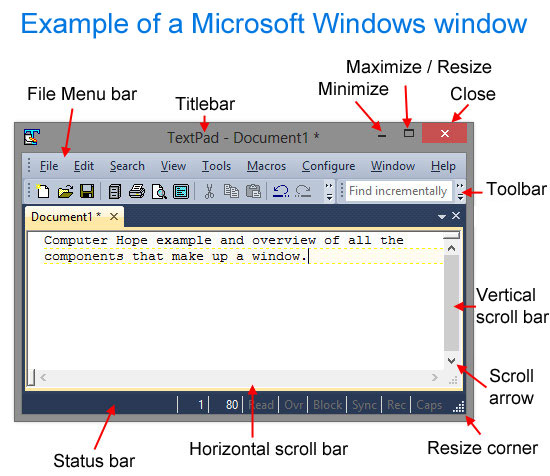 Example of a Microsoft Windows window
Maximize / Resize
File Menu bar
Titlebar
Minimize
Close
TextPad - Document1 *
File Edit Search View Tools Macros Configure Window Help
Find incrementally
Toolbar
Document1 *
Computer Hope example and overview of all the
components that make up a window.
Vertical
scroll bar
Scroll
arrow
1 80 Read Ovr Block Sync Rec Caps
Status bar
Horizontal scroll bar
Resize corner